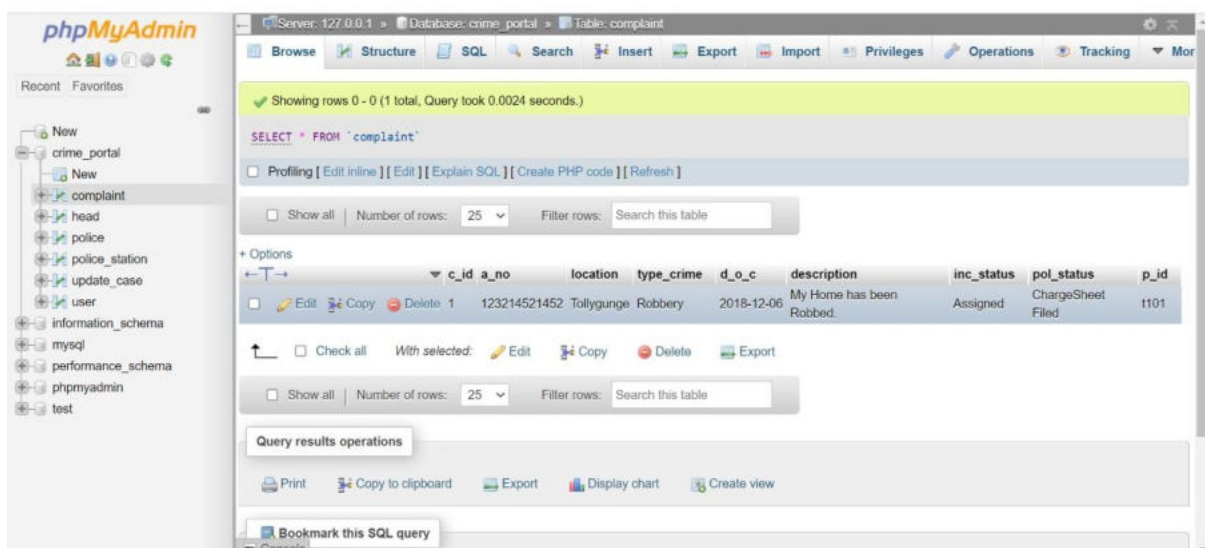 phpMyAdmin
Recent Favorites
New
crime_portal
New
complaint
head
police
police_station
update_case
user
information_schema
mysql
performance_schema
phpmyadmin
test
Server: 127.0.0.1 » Database: crime_portal » Table: complaint
Browse Structure SQL Search Insert Export Import Privileges Operations Tracking Mor
Showing rows 0 - 0 (1 total, Query took 0.0024 seconds.)
SELECT * FROM `complaint`
Profiling [ Edit inline ] [ Edit ] [ Explain SQL ] [ Create PHP code ] [ Refresh ]
Show all Number of rows: 25 Filter rows: Search this table
+ Options
←T→ c_id a_no location type_crime d_o_c description inc_status pol_status p_id
Edit Copy Delete 1 123214521452 Tollygunge Robbery 2018-12-06 My Home has been Assigned ChargeSheet t101
Robbed. Filed
Check all With selected: Edit Copy Delete Export
Show all Number of rows: 25 Filter rows: Search this table
Query results operations
Print Copy to clipboard Export Display chart Create view
Bookmark this SQL query
Console